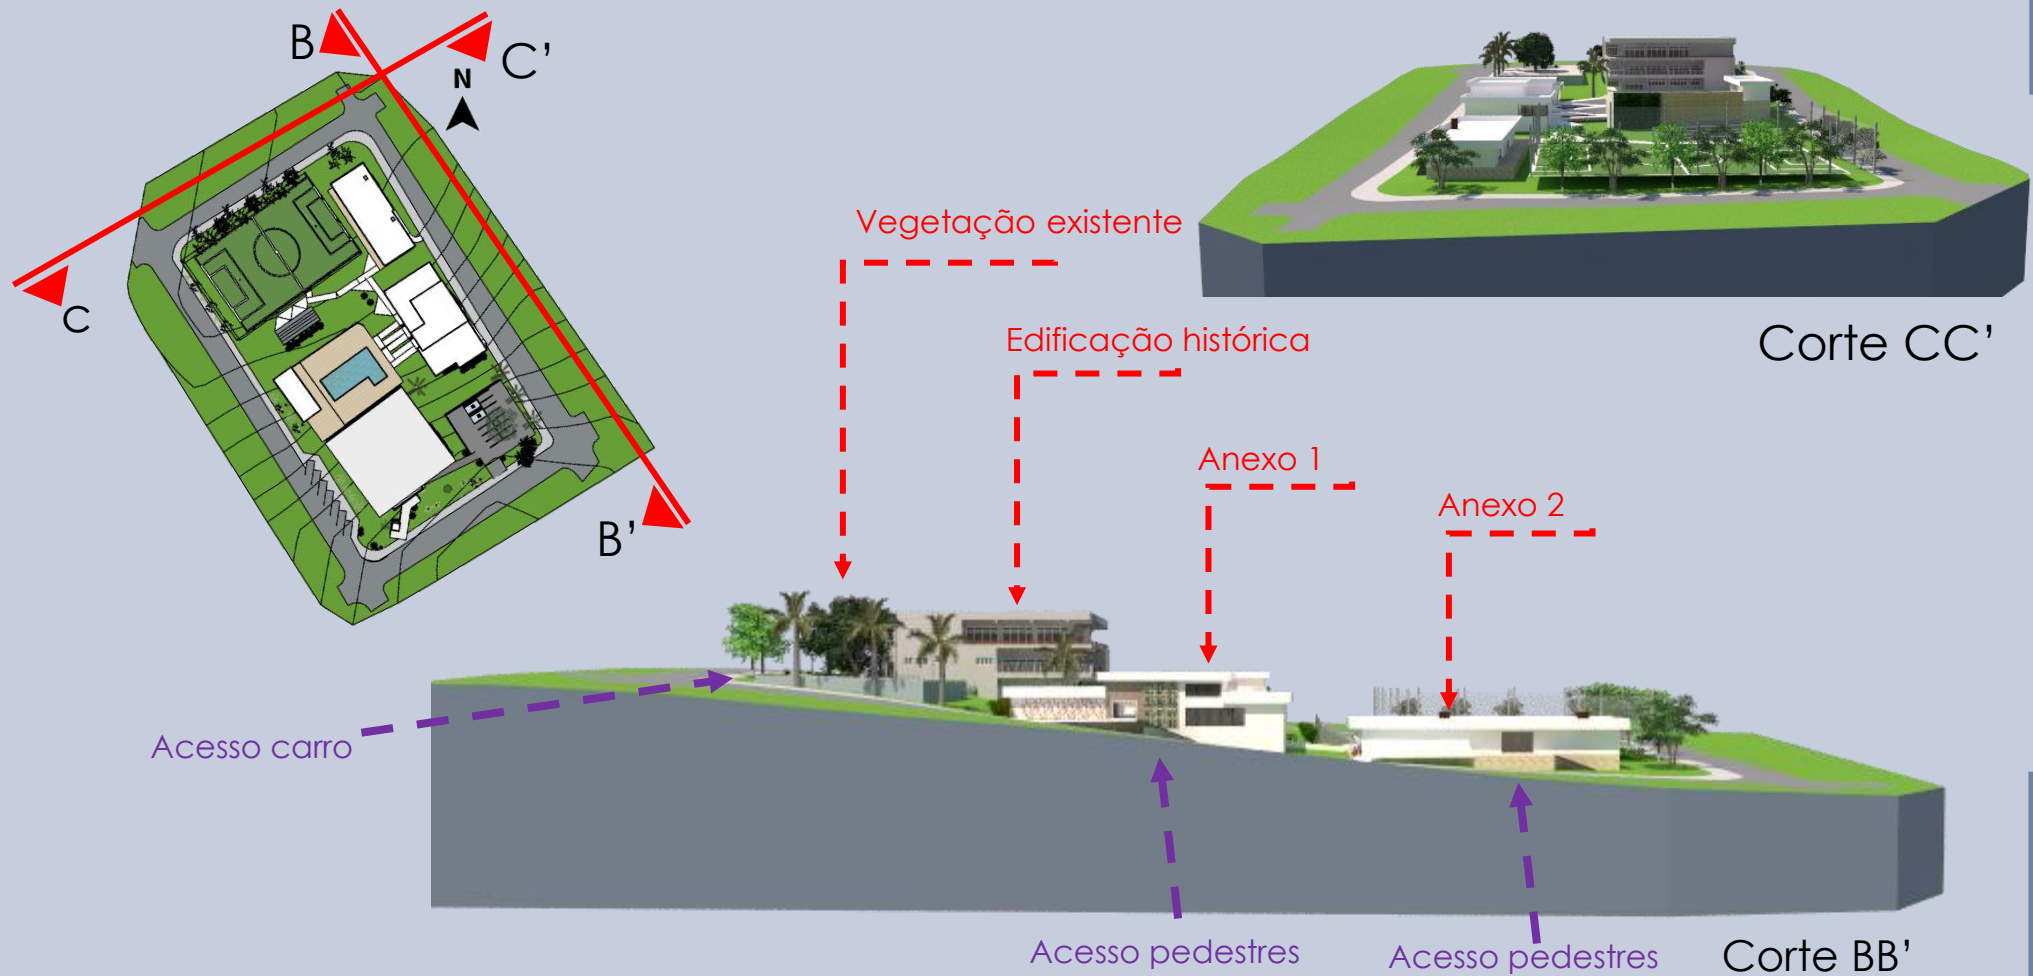 B
C’
N
C
B’
Corte CC’
Vegetação existente
Edificação histórica
Anexo 1
Anexo 2
Acesso carro
Acesso pedestres
Acesso pedestres
Corte BB’